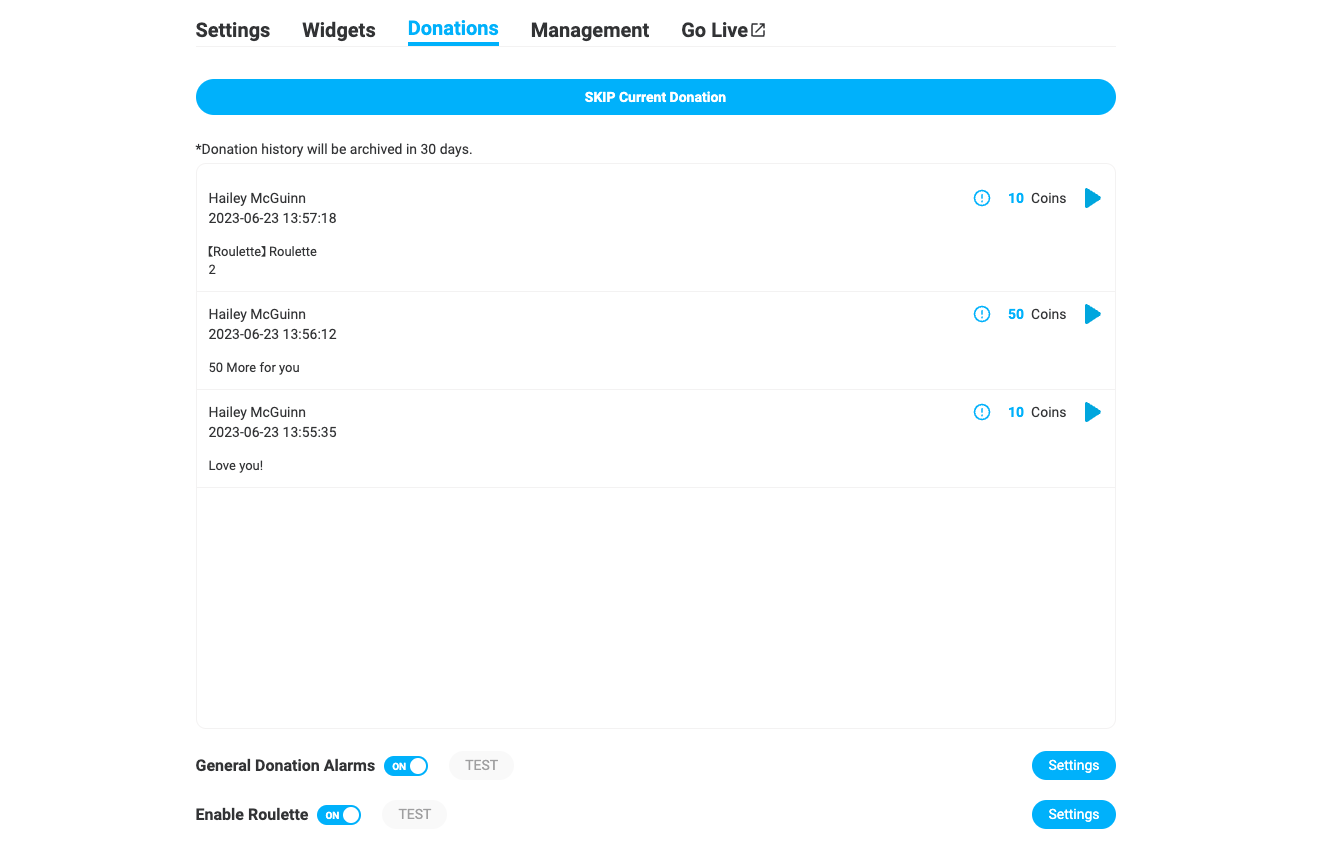 Settings Widgets Donations Management Go Live
SKIP Current Donation
*Donation history will be archived in 30 days.
Hailey McGuinn 10 Coins
2023-06-23 13:57:18
【Roulette】Roulette
2
Hailey McGuinn 50 Coins
2023-06-23 13:56:12
50 More for you
Hailey McGuinn 10 Coins
2023-06-23 13:55:35
Love you!
General Donation Alarms ON TEST Settings
Enable Roulette ON TEST Settings